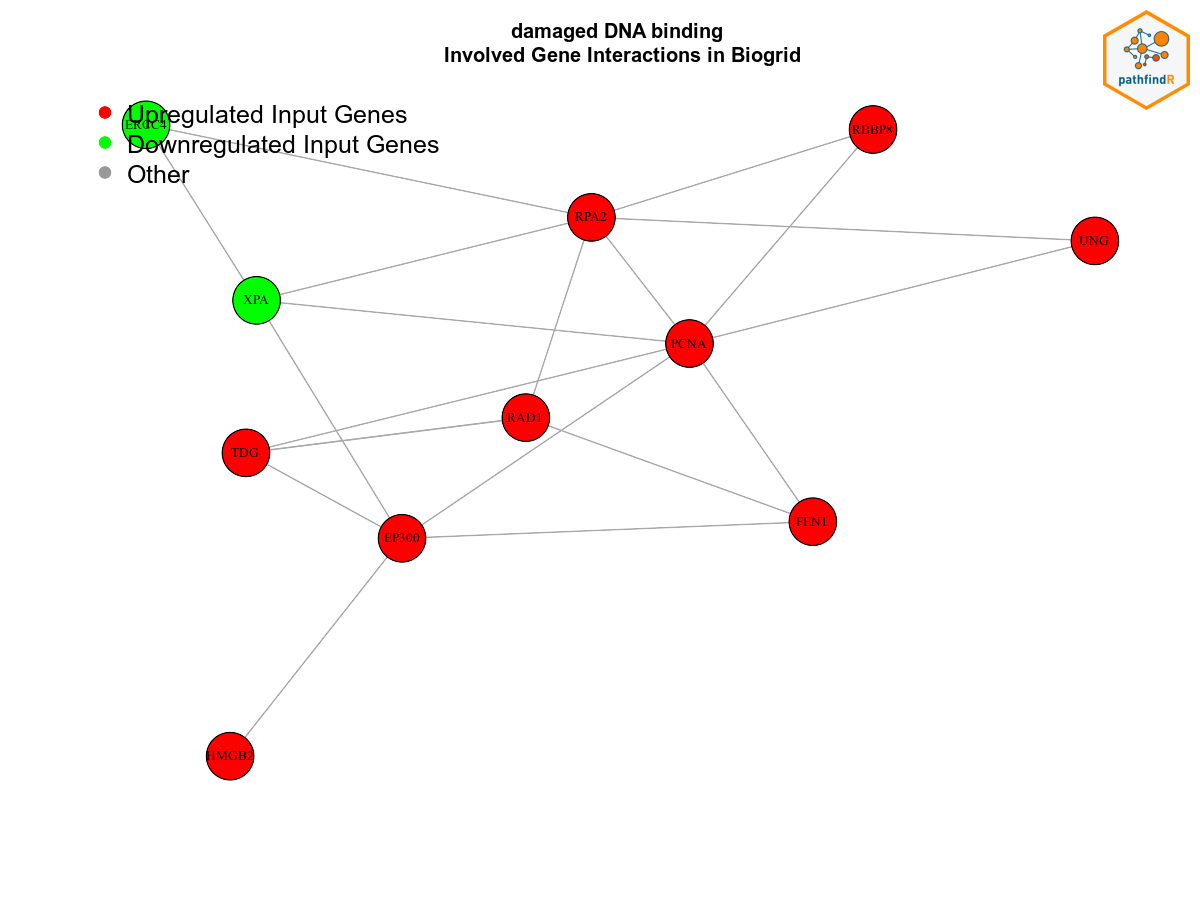 damaged DNA binding
Involved Gene Interactions in Biogrid
pathfindR
Upregulated Input Genes
ERCC4
Downregulated Input Genes
Other
RBBP8
RPA2
UNG
XPA
PCNA
RAD1
TDG
FEN1
EP300
HMGB2